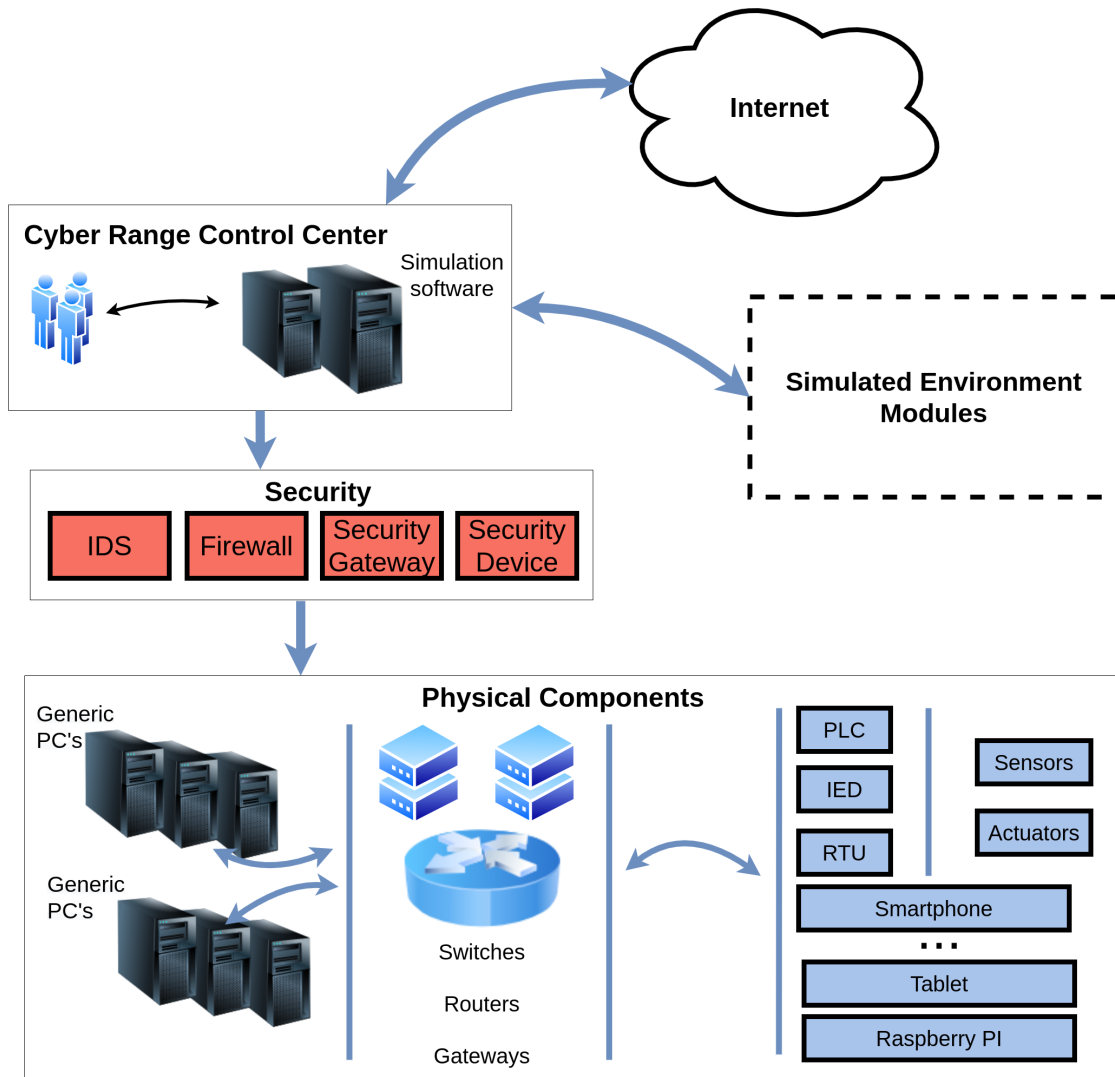 Internet
Cyber Range Control Center
Simulation
software
Simulated Environment
Modules
Security
IDS
Firewall
Security
Gateway
Security
Device
Physical Components
Generic
PC's
Generic
PC's
Switches
Routers
Gateways
PLC
IED
RTU
Sensors
Actuators
Smartphone
...
Tablet
Raspberry PI